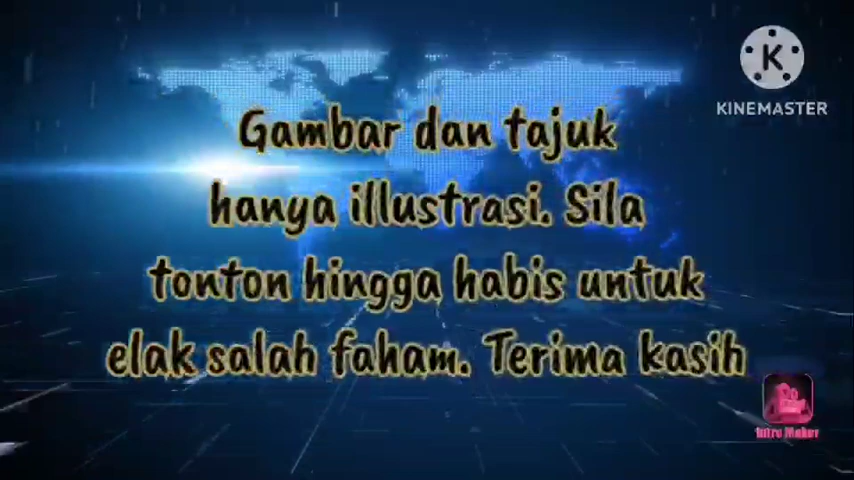 KINEMASTER
Gambar dan tajuk
hanya illustrasi. Sila
tonton hingga habis untuk
elak salah faham. Terima kasih
Intro Maker